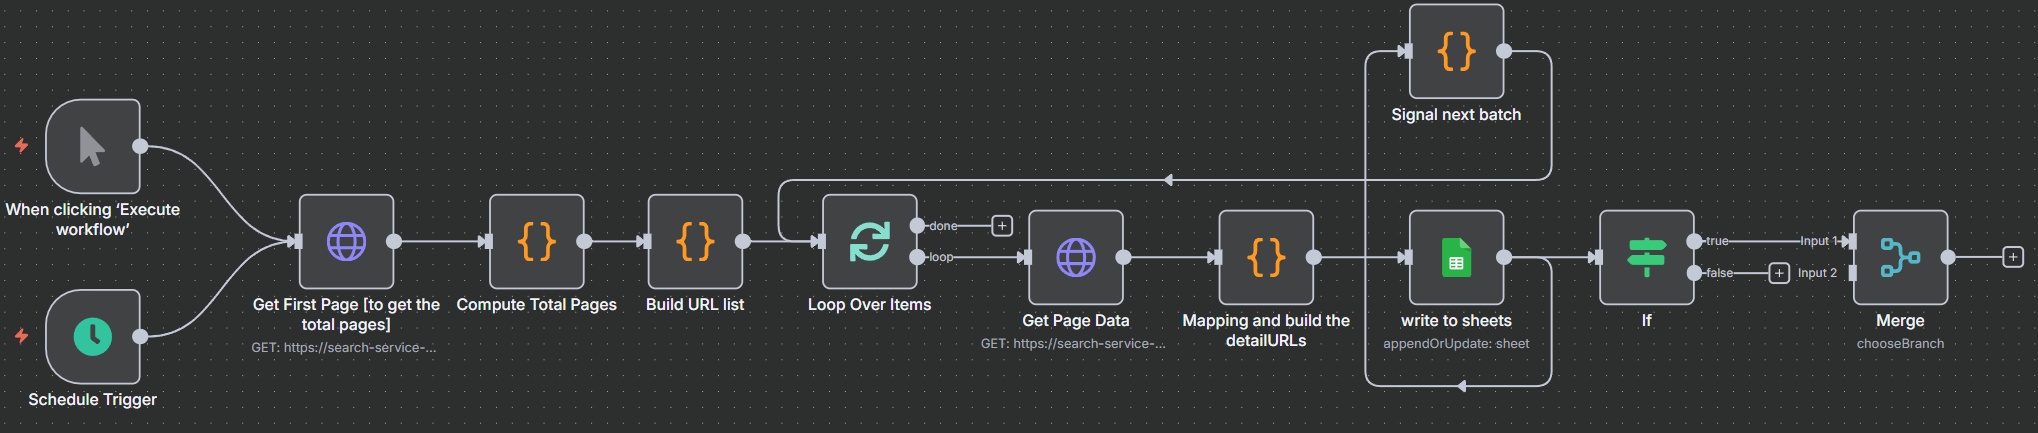 Signal next batch
When clicking ‘Execute
workflow’
Get First Page [to get the
total pages]
GET: https://search-service-...
Compute Total Pages
Build URL list
Loop Over Items
done
loop
Get Page Data
GET: https://search-service-...
Mapping and build the
detailURLs
write to sheets
appendOrUpdate: sheet
If
true
false
Input 1
Input 2
Merge
chooseBranch
Schedule Trigger